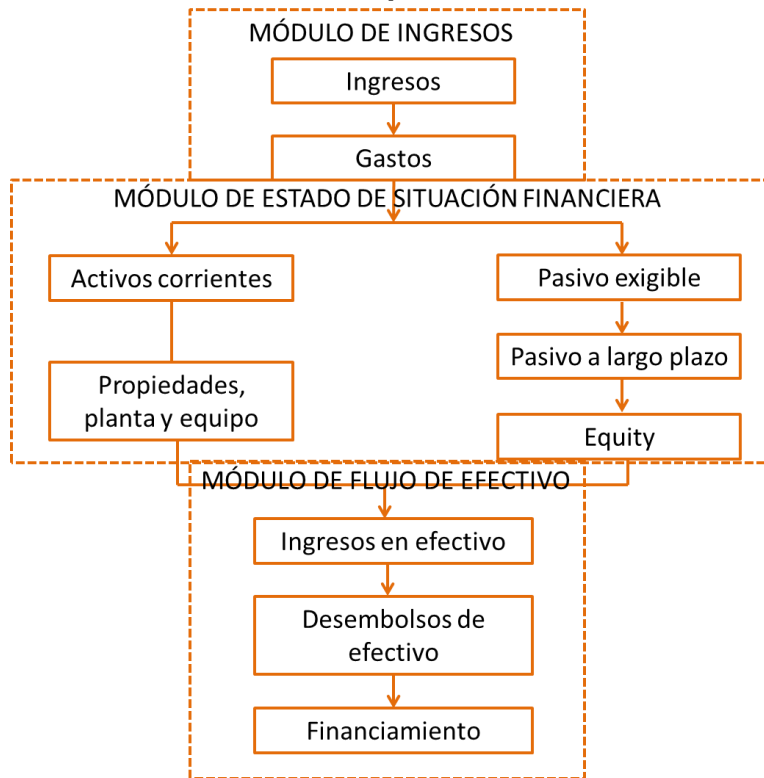 MÓDULO DE INGRESOS
Ingresos
Gastos
MÓDULO DE ESTADO DE SITUACIÓN FINANCIERA
Activos corrientes
Propiedades,
planta y equipo
Pasivo exigible
Pasivo a largo plazo
Equity
MÓDULO DE FLUJO DE EFECTIVO
Ingresos en efectivo
Desembolsos de
efectivo
Financiamiento